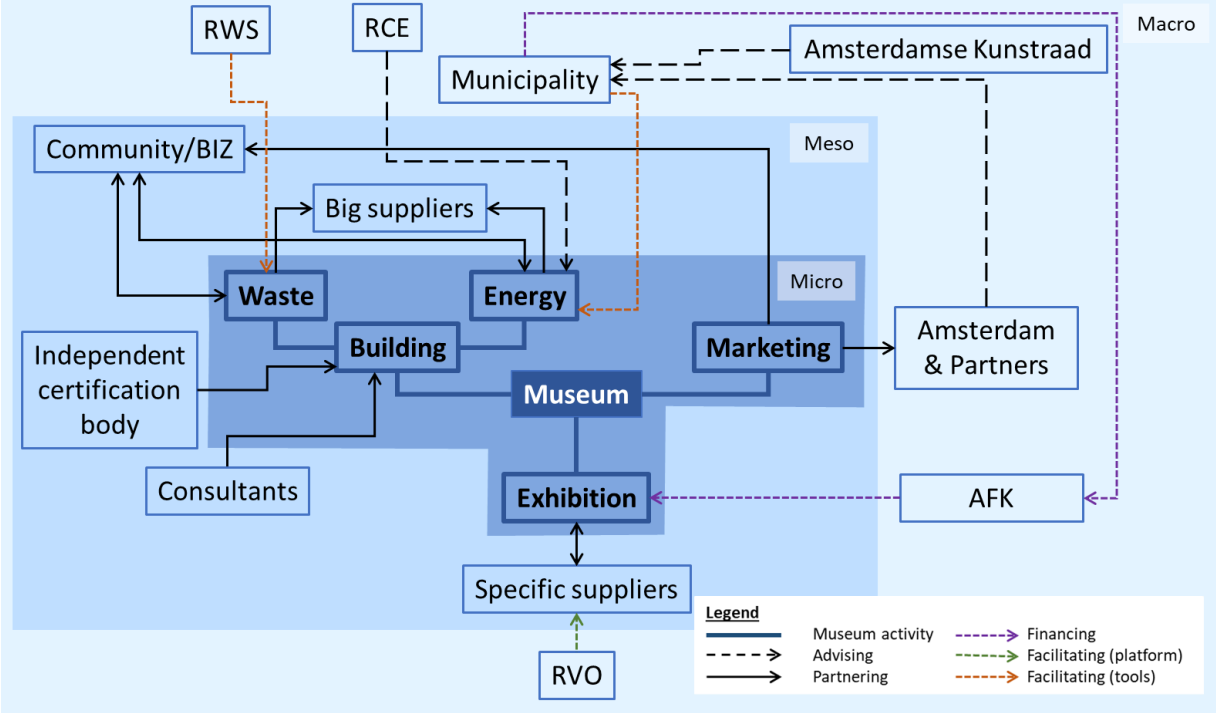 RWS
RCE
Macro
Municipality
Amsterdamse Kunstraad
Community/BIZ
Meso
Big suppliers
Waste
Energy
Micro
Building
Marketing
Amsterdam
& Partners
Independent
certification
body
Museum
Consultants
Exhibition
AFK
Specific suppliers
RVO
Legend
Museum activity
Advising
Partnering
Financing
Facilitating (platform)
Facilitating (tools)